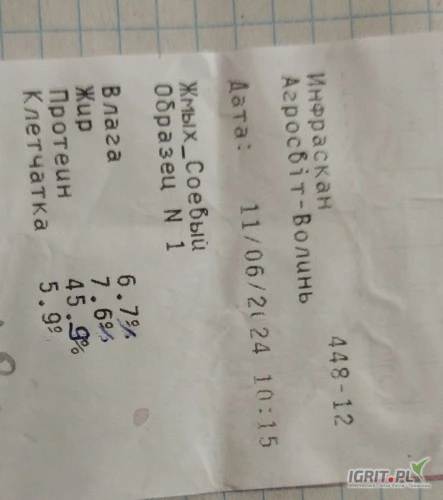 Инфраскан 448-12
Агросвіт-Волинь
Дата: 11/06/2024 10:15
Жмых_Соевый
Образец N 1
Влага 6.7%
Жир 7.6%
Протеин 45.9%
Клетчатка 5.9%
IGRIT.PL